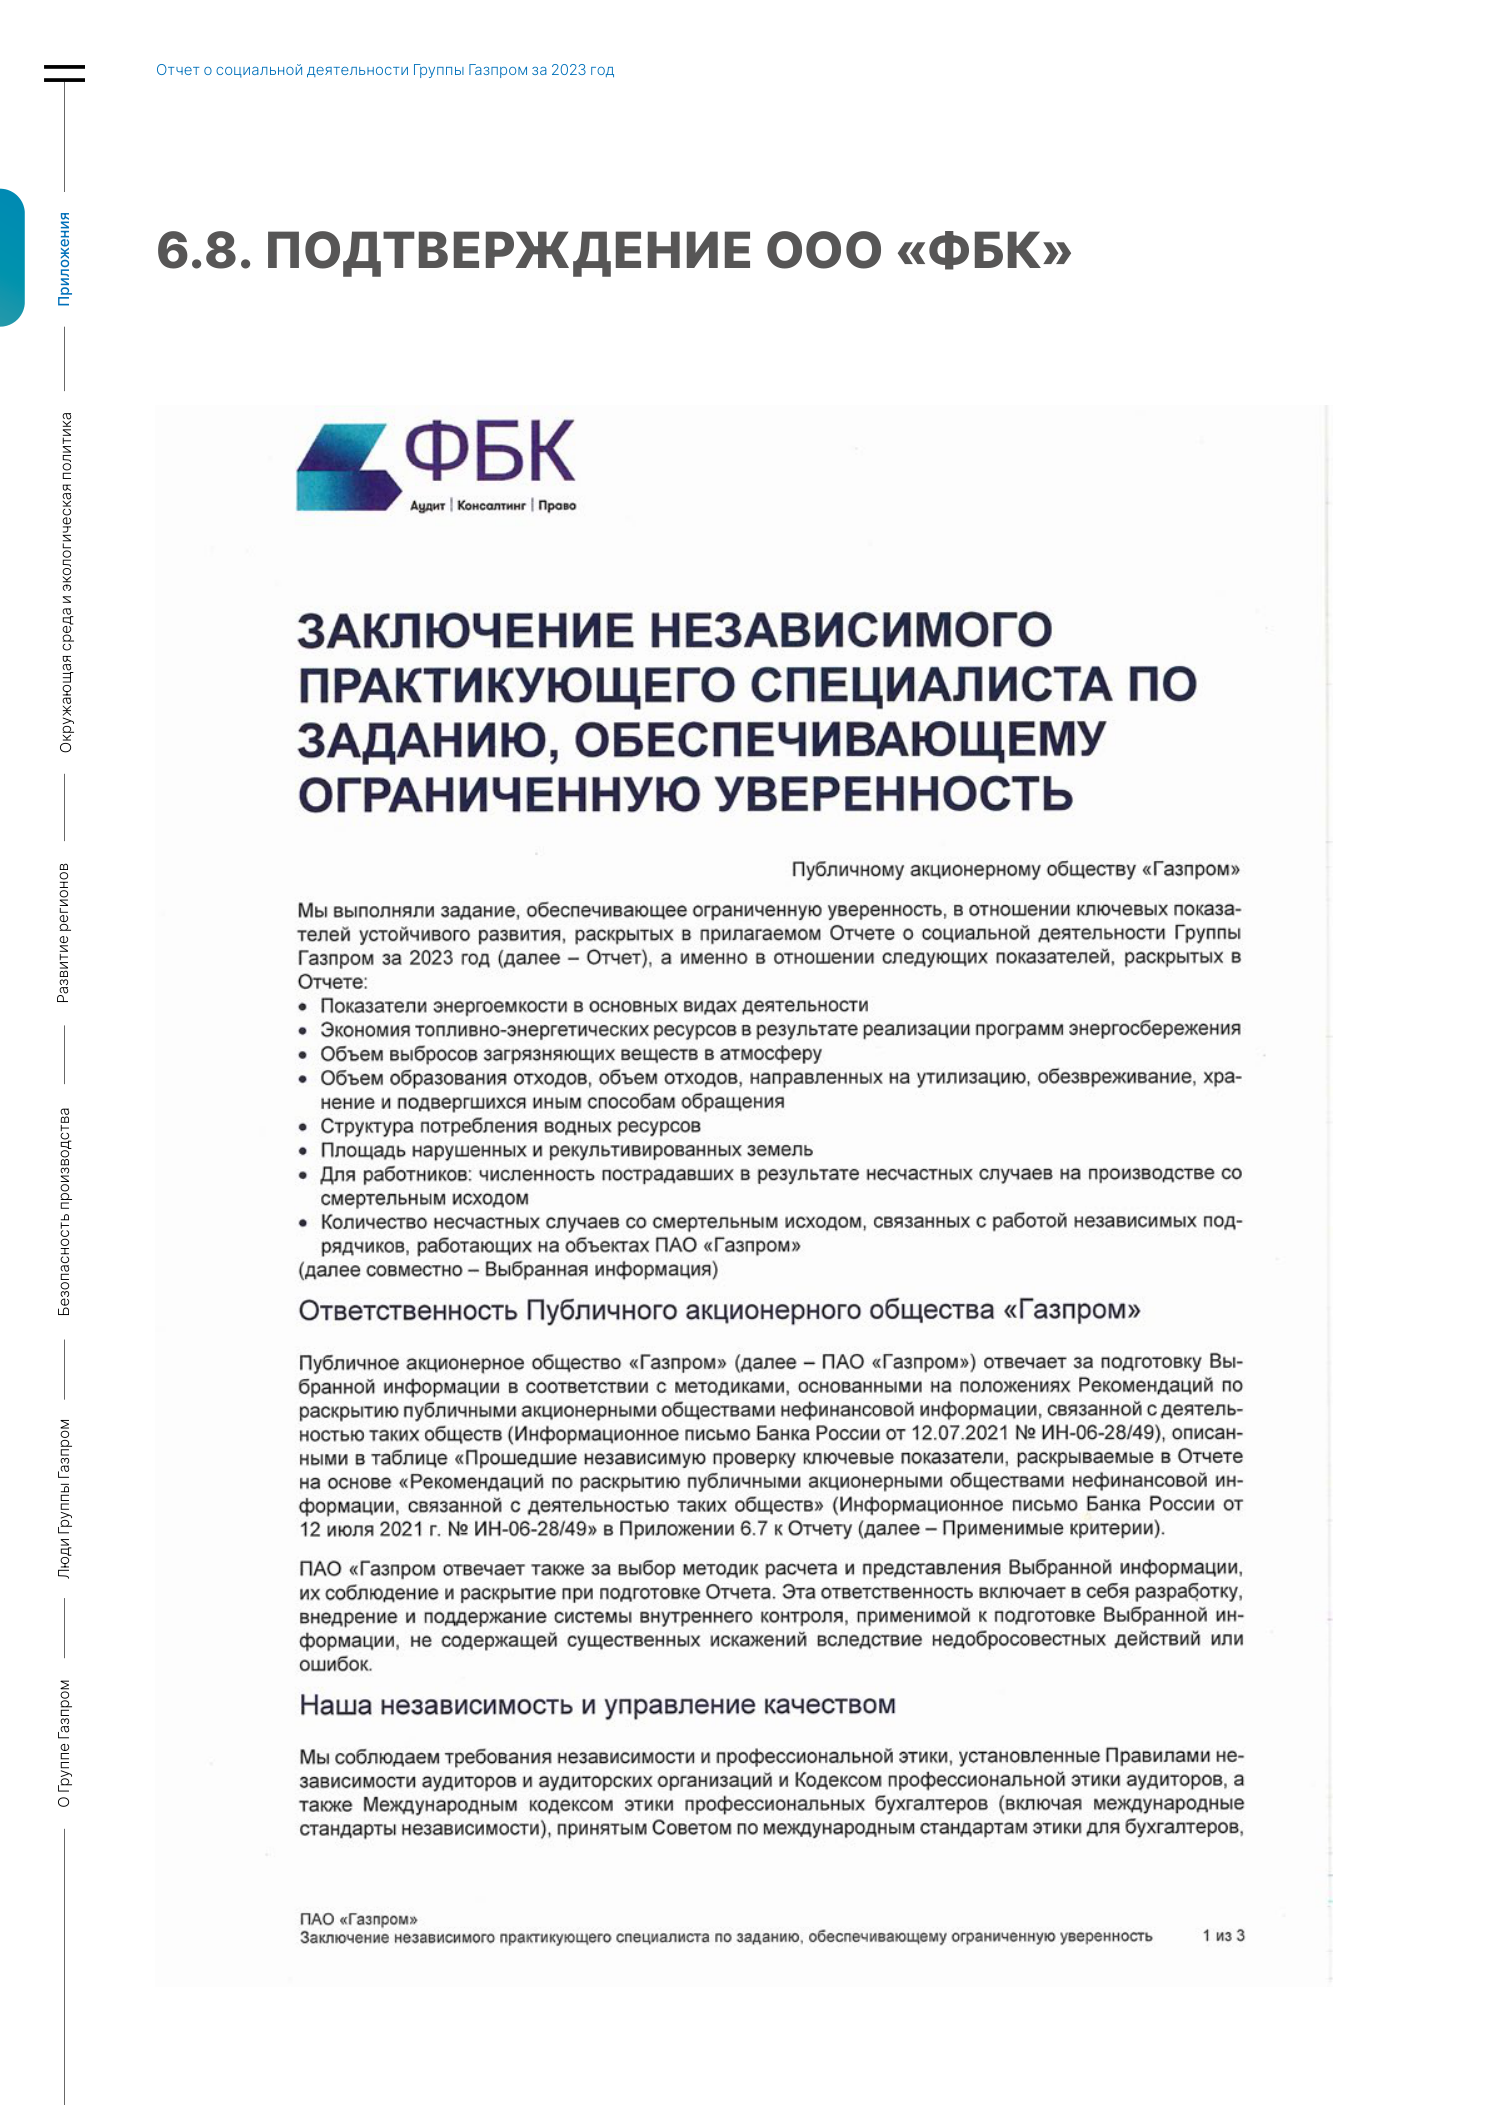 Отчет о социальной деятельности Группы Газпром за 2023 год
Приложения
Окружающая среда и экологическая политика
Развитие регионов
Безопасность производства
Люди Группы Газпром
О Группе Газпром
6.8. ПОДТВЕРЖДЕНИЕ ООО «ФБК»
ФБК
Аудит | Консалтинг | Право
ЗАКЛЮЧЕНИЕ НЕЗАВИСИМОГО
ПРАКТИКУЮЩЕГО СПЕЦИАЛИСТА ПО
ЗАДАНИЮ, ОБЕСПЕЧИВАЮЩЕМУ
ОГРАНИЧЕННУЮ УВЕРЕННОСТЬ
Публичному акционерному обществу «Газпром»
Мы выполняли задание, обеспечивающее ограниченную уверенность, в отношении ключевых показа-
телей устойчивого развития, раскрытых в прилагаемом Отчете о социальной деятельности Группы
Газпром за 2023 год (далее – Отчет), а именно в отношении следующих показателей, раскрытых в
Отчете:
• Показатели энергоемкости в основных видах деятельности
• Экономия топливно-энергетических ресурсов в результате реализации программ энергосбережения
• Объем выбросов загрязняющих веществ в атмосферу
• Объем образования отходов, объем отходов, направленных на утилизацию, обезвреживание, хра-
нение и подвергшихся иным способам обращения
• Структура потребления водных ресурсов
• Площадь нарушенных и рекультивированных земель
• Для работников: численность пострадавших в результате несчастных случаев на производстве со
смертельным исходом
• Количество несчастных случаев со смертельным исходом, связанных с работой независимых под-
рядчиков, работающих на объектах ПАО «Газпром»
(далее совместно – Выбранная информация)
Ответственность Публичного акционерного общества «Газпром»
Публичное акционерное общество «Газпром» (далее – ПАО «Газпром») отвечает за подготовку Вы-
бранной информации в соответствии с методиками, основанными на положениях Рекомендаций по
раскрытию публичными акционерными обществами нефинансовой информации, связанной с деятель-
ностью таких обществ (Информационное письмо Банка России от 12.07.2021 № ИН-06-28/49), описан-
ными в таблице «Прошедшие независимую проверку ключевые показатели, раскрываемые в Отчете
на основе «Рекомендаций по раскрытию публичными акционерными обществами нефинансовой ин-
формации, связанной с деятельностью таких обществ» (Информационное письмо Банка России от
12 июля 2021 г. № ИН-06-28/49» в Приложении 6.7 к Отчету (далее – Применимые критерии).
ПАО «Газпром отвечает также за выбор методик расчета и представления Выбранной информации,
их соблюдение и раскрытие при подготовке Отчета. Эта ответственность включает в себя разработку,
внедрение и поддержание системы внутреннего контроля, применимой к подготовке Выбранной ин-
формации, не содержащей существенных искажений вследствие недобросовестных действий или
ошибок.
Наша независимость и управление качеством
Мы соблюдаем требования независимости и профессиональной этики, установленные Правилами не-
зависимости аудиторов и аудиторских организаций и Кодексом профессиональной этики аудиторов, а
также Международным кодексом этики профессиональных бухгалтеров (включая международные
стандарты независимости), принятым Советом по международным стандартам этики для бухгалтеров,
ПАО «Газпром»
Заключение независимого практикующего специалиста по заданию, обеспечивающему ограниченную уверенность 1 из 3